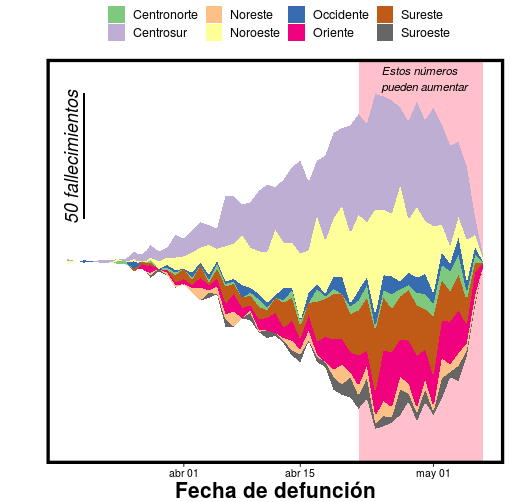 Centronorte Noreste Occidente Sureste
Centrosur Noroeste Oriente Suroeste
Estos números
pueden aumentar
50 fallecimientos
abr 01 abr 15 may 01
Fecha de defunción